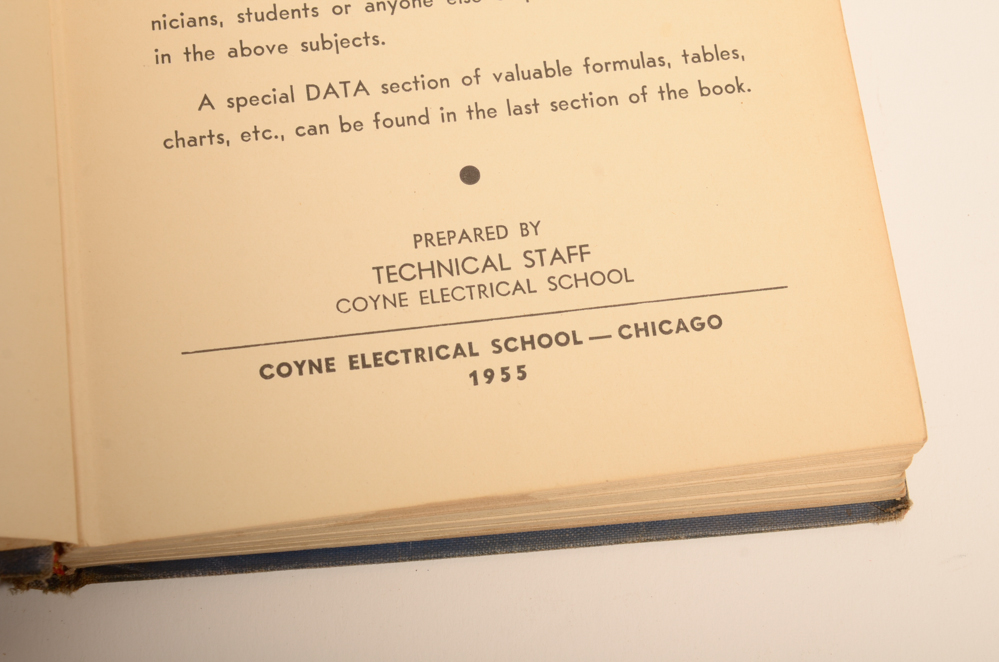 nicians, students or anyone
in the above subjects.
A special DATA section of valuable formulas, tables,
charts, etc., can be found in the last section of the book.
PREPARED BY
TECHNICAL STAFF
COYNE ELECTRICAL SCHOOL
COYNE ELECTRICAL SCHOOL — CHICAGO
1955